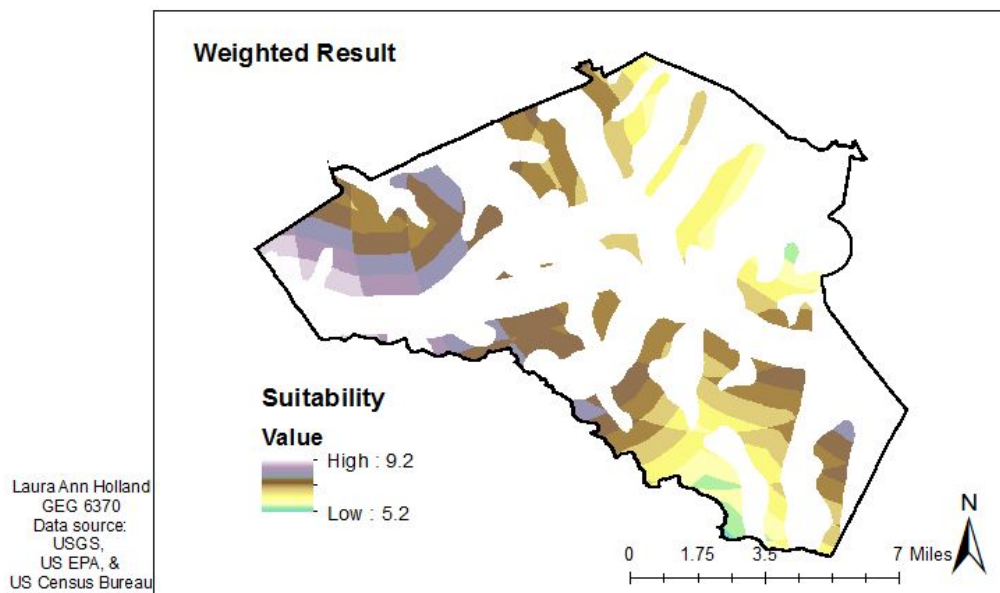 Weighted Result
Suitability
Value
High : 9.2
Low : 5.2
Laura Ann Holland
GEG 6370
Data source:
USGS,
US EPA, &
US Census Bureau
N
0 1.75 3.5 7 Miles